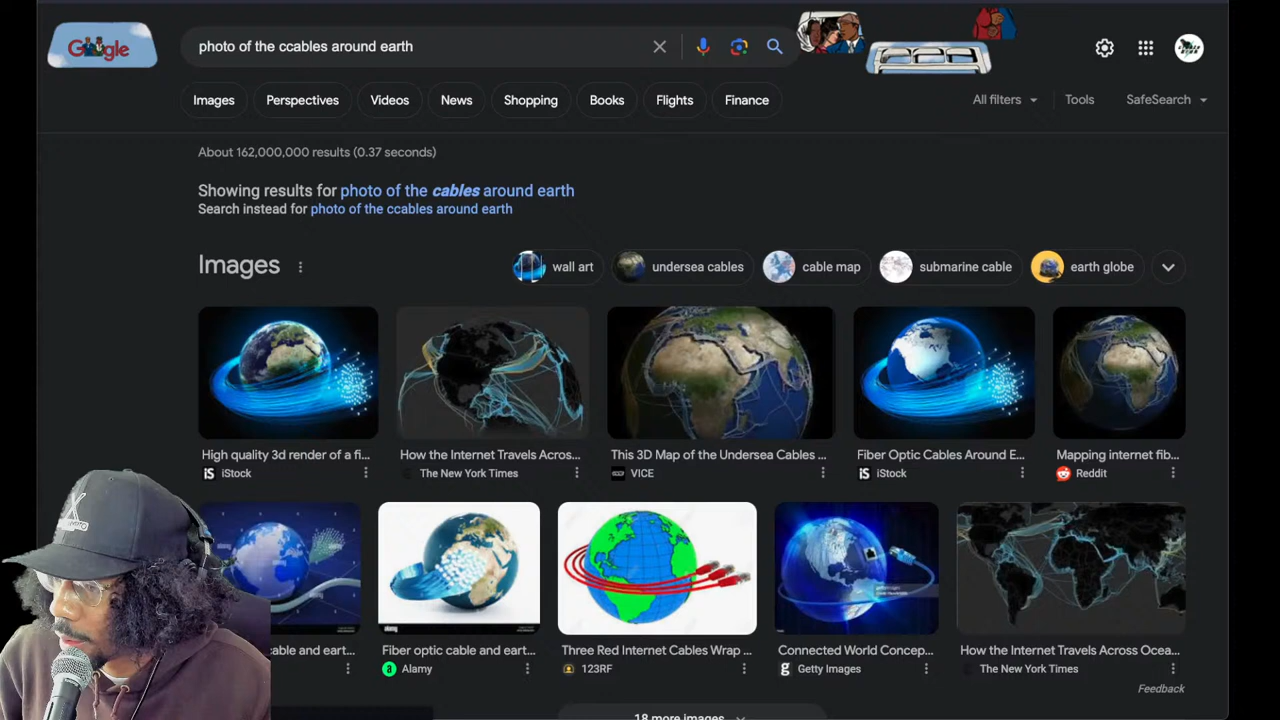 Google
photo of the ccables around earth
Images
Perspectives
Videos
News
Shopping
Books
Flights
Finance
All filters
Tools
SafeSearch
About 162,000,000 results (0.37 seconds)
Showing results for photo of the cables around earth
Search instead for photo of the ccables around earth
Images
wall art
undersea cables
cable map
submarine cable
earth globe
High quality 3d render of a fi...
iS iStock
How the Internet Travels Acros...
The New York Times
This 3D Map of the Undersea Cables ...
VICE
Fiber Optic Cables Around E...
iS iStock
Mapping internet fib...
Reddit
cable and eart...
Fiber optic cable and eart...
a Alamy
Three Red Internet Cables Wrap ...
123RF
Connected World Concep...
g Getty Images
How the Internet Travels Across Ocea...
The New York Times
Feedback
18 more images